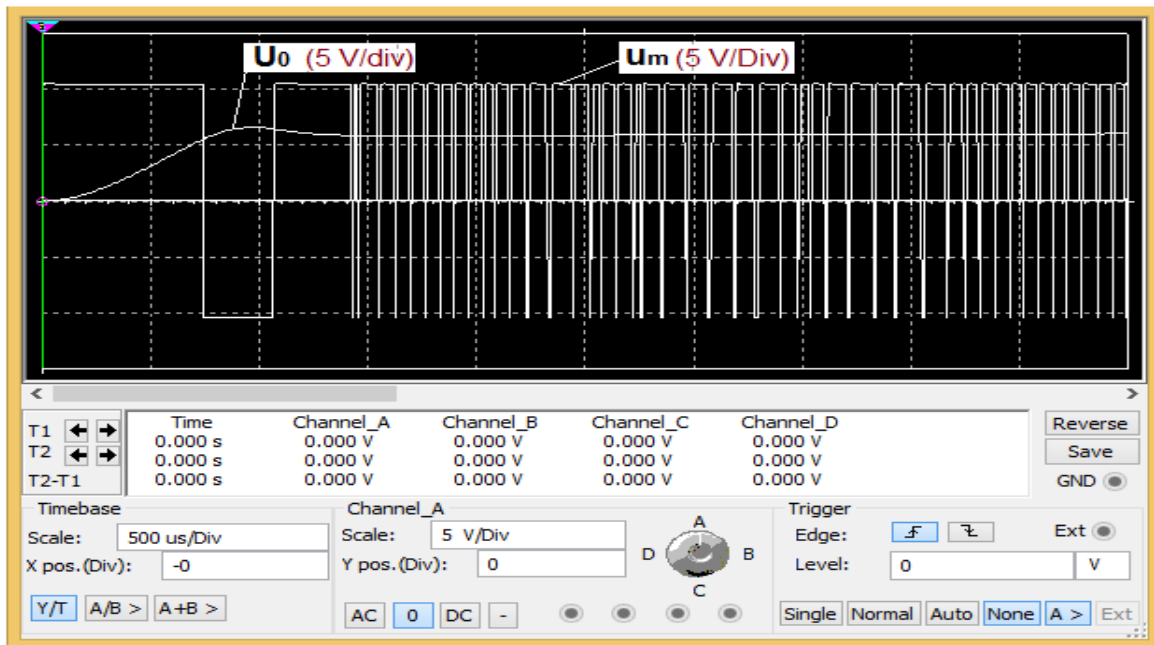 3
U0 (5 V/div)
um (5 V/Div)
< >
T1
T2
T2-T1
Time Channel_A Channel_B Channel_C Channel_D
0.000 s 0.000 V 0.000 V 0.000 V 0.000 V
0.000 s 0.000 V 0.000 V 0.000 V 0.000 V
0.000 s 0.000 V 0.000 V 0.000 V 0.000 V
Reverse
Save
GND
Timebase
Scale: 500 us/Div
X pos.(Div): -0
Y/T A/B > A+B >
Channel_A
Scale: 5 V/Div
Y pos.(Div): 0
AC 0 DC -
A
D B
C
Trigger
Edge: Ext
Level: 0 V
Single Normal Auto None A > Ext